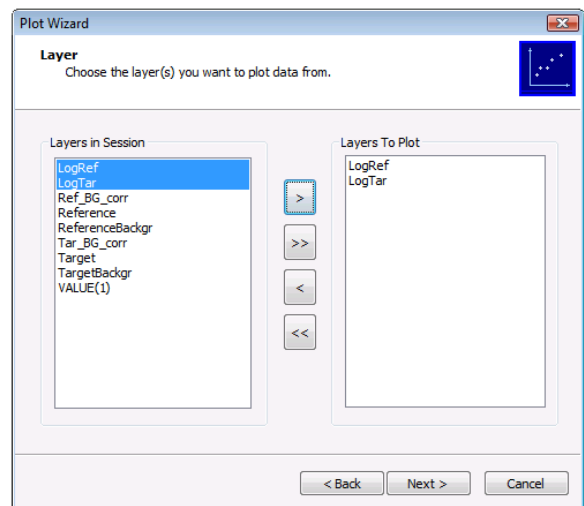 Plot Wizard
Layer
Choose the layer(s) you want to plot data from.
Layers in Session
LogRef
LogTar
Ref_BG_corr
Reference
ReferenceBackgr
Tar_BG_corr
Target
TargetBackgr
VALUE(1)
>
>>
<
<<
Layers To Plot
LogRef
LogTar
< Back
Next >
Cancel